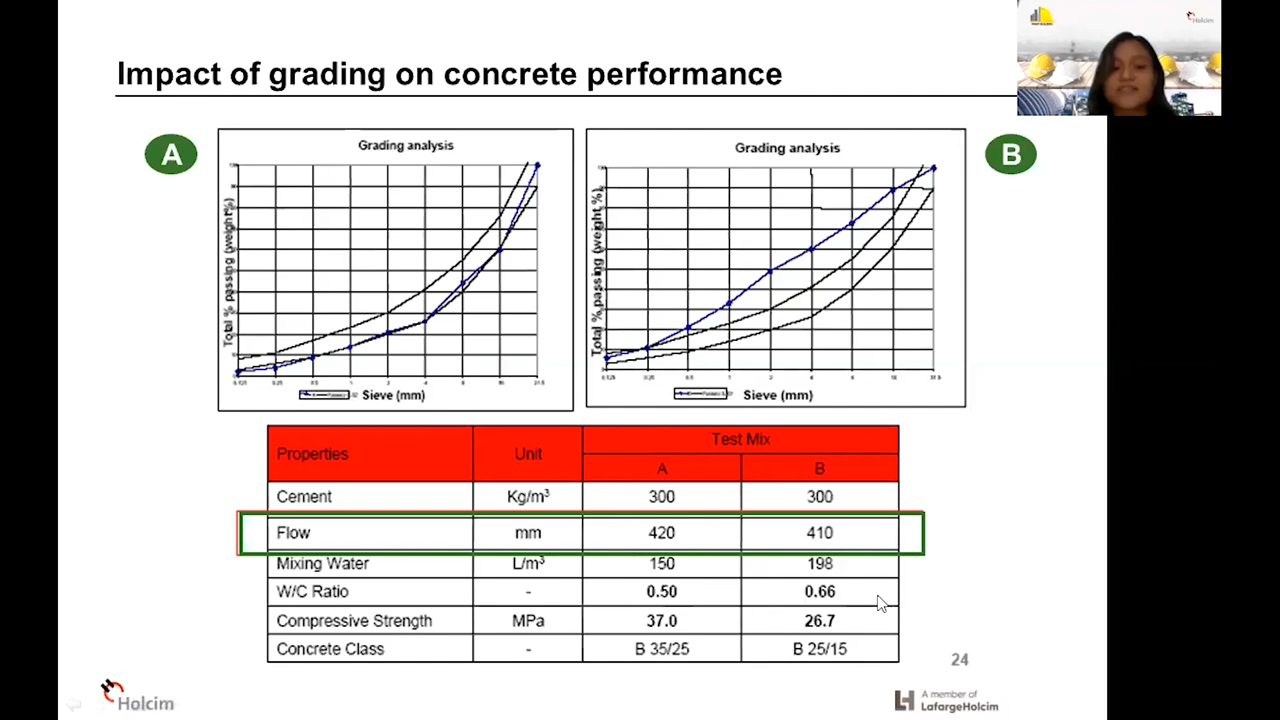 Holcim
Impact of grading on concrete performance
A
Grading analysis
Total % passing (weight%)
Sieve (mm)
B
Grading analysis
Total % passing (weight %)
Sieve (mm)
Properties Unit Test Mix
A B
Cement Kg/m³ 300 300
Flow mm 420 410
Mixing Water L/m³ 150 198
W/C Ratio - 0.50 0.66
Compressive Strength MPa 37.0 26.7
Concrete Class - B 35/25 B 25/15
24
Holcim
A member of
LafargeHolcim